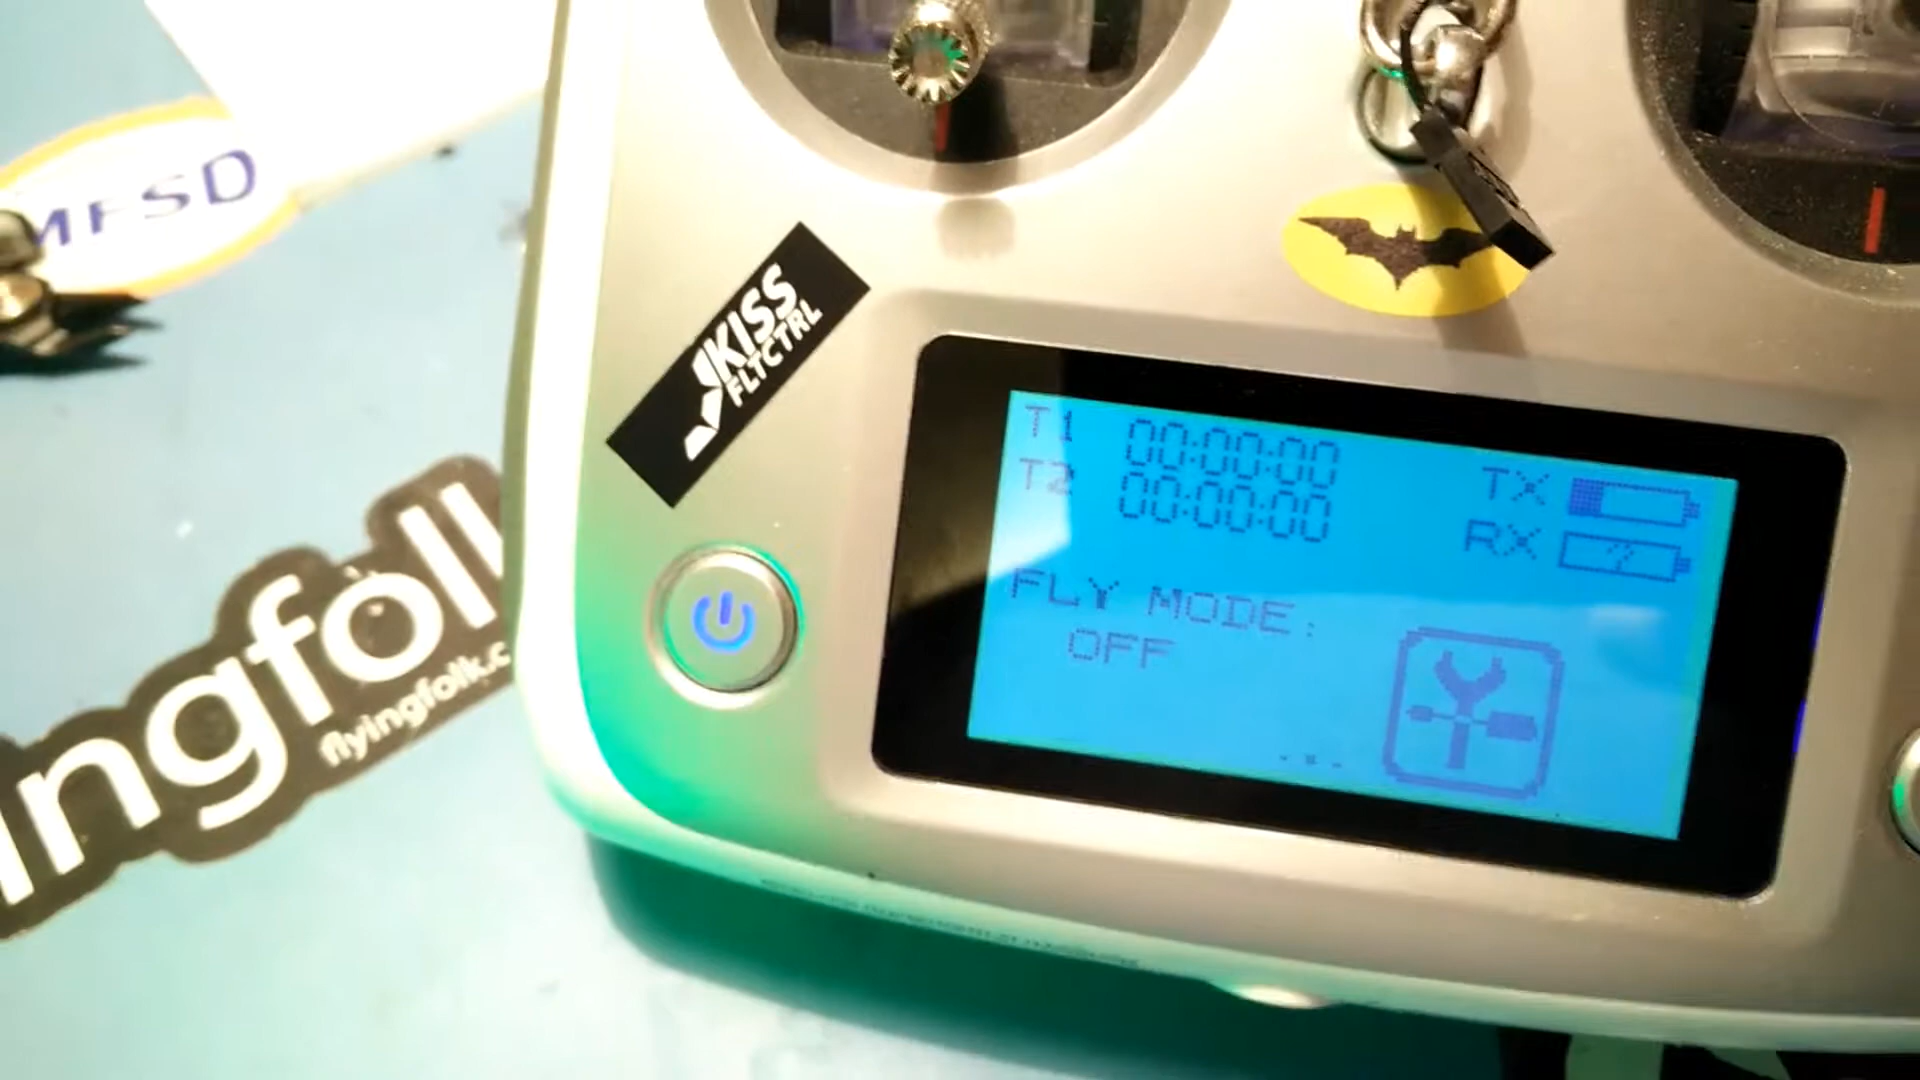 MFSD
KISS
FLTCTRL
T1 00:00:00
T2 00:00:00
TX
RX ?
FLY MODE:
OFF
ingfolk
flyingfolk.c